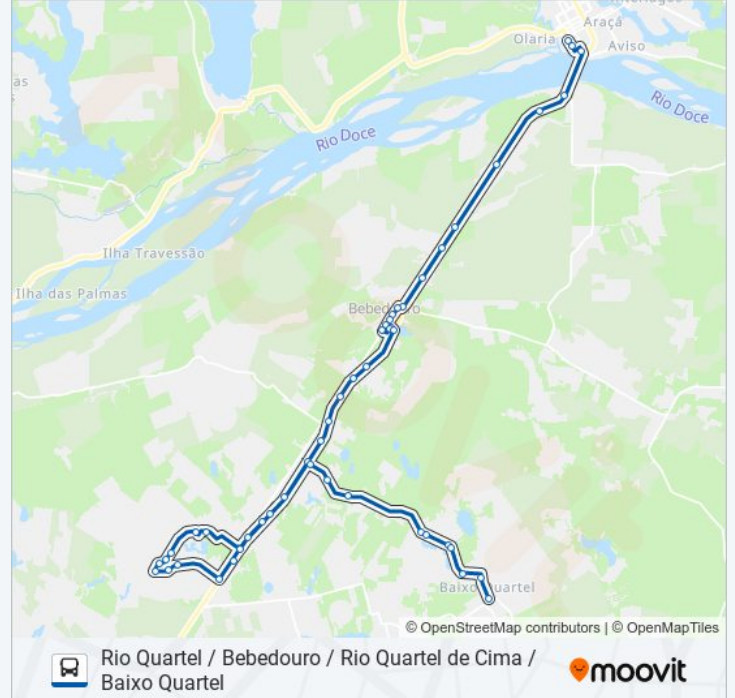 Araçá
Olaria
Aviso
Rio Doce
Rio Doce
as
Ilha Travessão
Ilha das Palmas
Bebedouro
Baixo Quartel
© OpenStreetMap contributors | © OpenMapTiles
Rio Quartel / Bebedouro / Rio Quartel de Cima /
Baixo Quartel
moovit